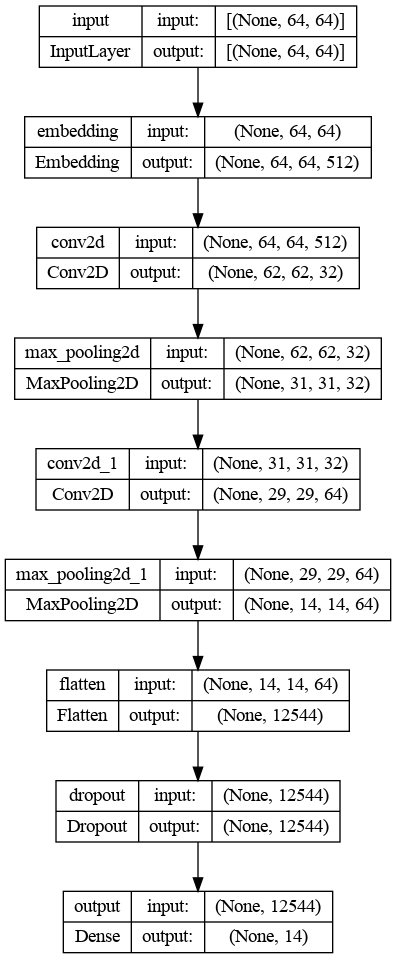 input input: [(None, 64, 64)]
InputLayer output: [(None, 64, 64)]
embedding input: (None, 64, 64)
Embedding output: (None, 64, 64, 512)
conv2d input: (None, 64, 64, 512)
Conv2D output: (None, 62, 62, 32)
max_pooling2d input: (None, 62, 62, 32)
MaxPooling2D output: (None, 31, 31, 32)
conv2d_1 input: (None, 31, 31, 32)
Conv2D output: (None, 29, 29, 64)
max_pooling2d_1 input: (None, 29, 29, 64)
MaxPooling2D output: (None, 14, 14, 64)
flatten input: (None, 14, 14, 64)
Flatten output: (None, 12544)
dropout input: (None, 12544)
Dropout output: (None, 12544)
output input: (None, 12544)
Dense output: (None, 14)